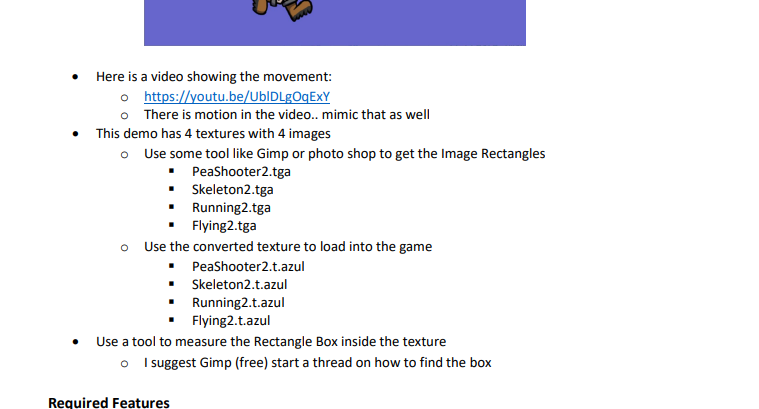 • Here is a video showing the movement:
o https://youtu.be/UblDLgOqExY
o There is motion in the video.. mimic that as well
• This demo has 4 textures with 4 images
o Use some tool like Gimp or photo shop to get the Image Rectangles
▪ PeaShooter2.tga
▪ Skeleton2.tga
▪ Running2.tga
▪ Flying2.tga
o Use the converted texture to load into the game
▪ PeaShooter2.t.azul
▪ Skeleton2.t.azul
▪ Running2.t.azul
▪ Flying2.t.azul
• Use a tool to measure the Rectangle Box inside the texture
o I suggest Gimp (free) start a thread on how to find the box
Required Features